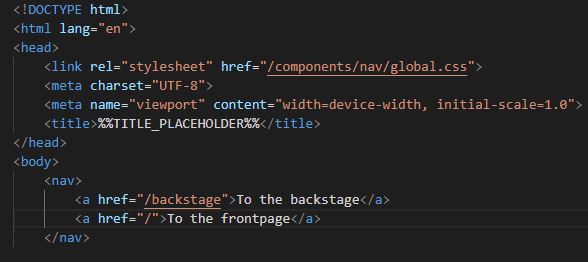 <!DOCTYPE html>
<html lang="en">
<head>
    <link rel="stylesheet" href="/components/nav/global.css">
    <meta charset="UTF-8">
    <meta name="viewport" content="width=device-width, initial-scale=1.0">
    <title>%%TITLE_PLACEHOLDER%%</title>
</head>
<body>
    <nav>
        <a href="/backstage">To the backstage</a>
        <a href="/">To the frontpage</a>
    </nav>